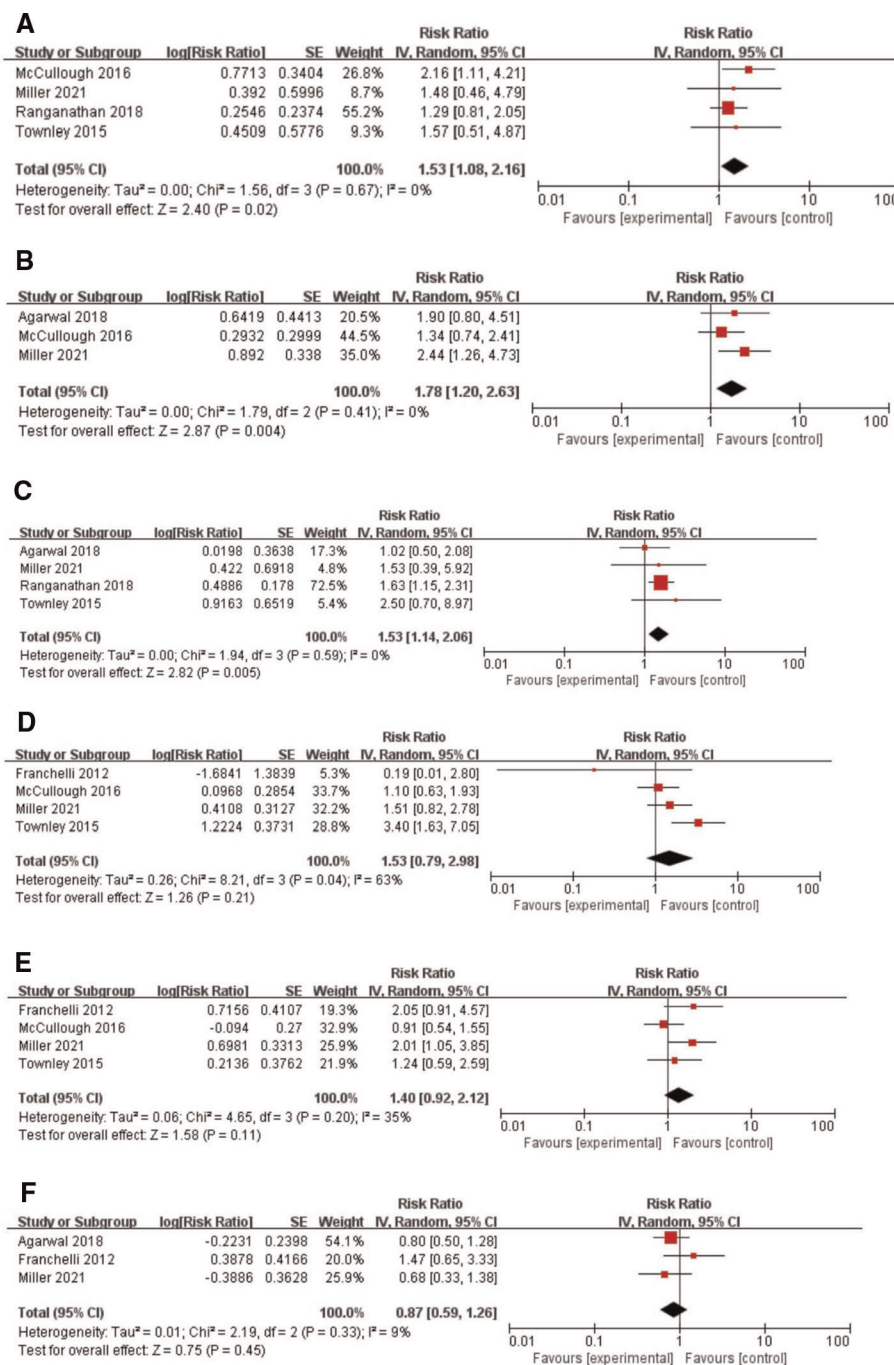 A
Risk Ratio Risk Ratio
Study or Subgroup log[Risk Ratio] SE Weight IV, Random, 95% CI IV, Random, 95% CI
McCullough 2016 0.7713 0.3404 26.8% 2.16 [1.11, 4.21]
Miller 2021 0.392 0.5996 8.7% 1.48 [0.46, 4.79]
Ranganathan 2018 0.2546 0.2374 55.2% 1.29 [0.81, 2.05]
Townley 2015 0.4509 0.5776 9.3% 1.57 [0.51, 4.87]
Total (95% CI) 100.0% 1.53 [1.08, 2.16]
Heterogeneity: Tau² = 0.00; Chi² = 1.56, df = 3 (P = 0.67); I² = 0%
Test for overall effect: Z = 2.40 (P = 0.02)
0.01 0.1 1 10 100
Favours [experimental] Favours [control]
B
Risk Ratio Risk Ratio
Study or Subgroup log[Risk Ratio] SE Weight IV, Random, 95% CI IV, Random, 95% CI
Agarwal 2018 0.6419 0.4413 20.5% 1.90 [0.80, 4.51]
McCullough 2016 0.2932 0.2999 44.5% 1.34 [0.74, 2.41]
Miller 2021 0.892 0.338 35.0% 2.44 [1.26, 4.73]
Total (95% CI) 100.0% 1.78 [1.20, 2.63]
Heterogeneity: Tau² = 0.00; Chi² = 1.79, df = 2 (P = 0.41); I² = 0%
Test for overall effect: Z = 2.87 (P = 0.004)
0.01 0.1 1 10 100
Favours [experimental] Favours [control]
C
Risk Ratio Risk Ratio
Study or Subgroup log[Risk Ratio] SE Weight IV, Random, 95% CI IV, Random, 95% CI
Agarwal 2018 0.0198 0.3638 17.3% 1.02 [0.50, 2.08]
Miller 2021 0.422 0.6918 4.8% 1.53 [0.39, 5.92]
Ranganathan 2018 0.4886 0.178 72.5% 1.63 [1.15, 2.31]
Townley 2015 0.9163 0.6519 5.4% 2.50 [0.70, 8.97]
Total (95% CI) 100.0% 1.53 [1.14, 2.06]
Heterogeneity: Tau² = 0.00; Chi² = 1.94, df = 3 (P = 0.59); I² = 0%
Test for overall effect: Z = 2.82 (P = 0.005)
0.01 0.1 1 10 100
Favours [experimental] Favours [control]
D
Risk Ratio Risk Ratio
Study or Subgroup log[Risk Ratio] SE Weight IV, Random, 95% CI IV, Random, 95% CI
Franchelli 2012 -1.6841 1.3839 5.3% 0.19 [0.01, 2.80]
McCullough 2016 0.0968 0.2854 33.7% 1.10 [0.63, 1.93]
Miller 2021 0.4108 0.3127 32.2% 1.51 [0.82, 2.78]
Townley 2015 1.2224 0.3731 28.8% 3.40 [1.63, 7.05]
Total (95% CI) 100.0% 1.53 [0.79, 2.98]
Heterogeneity: Tau² = 0.26; Chi² = 8.21, df = 3 (P = 0.04); I² = 63%
Test for overall effect: Z = 1.26 (P = 0.21)
0.01 0.1 1 10 100
Favours [experimental] Favours [control]
E
Risk Ratio Risk Ratio
Study or Subgroup log[Risk Ratio] SE Weight IV, Random, 95% CI IV, Random, 95% CI
Franchelli 2012 0.7156 0.4107 19.3% 2.05 [0.91, 4.57]
McCullough 2016 -0.094 0.27 32.9% 0.91 [0.54, 1.55]
Miller 2021 0.6981 0.3313 25.9% 2.01 [1.05, 3.85]
Townley 2015 0.2136 0.3762 21.9% 1.24 [0.59, 2.59]
Total (95% CI) 100.0% 1.40 [0.92, 2.12]
Heterogeneity: Tau² = 0.06; Chi² = 4.65, df = 3 (P = 0.20); I² = 35%
Test for overall effect: Z = 1.58 (P = 0.11)
0.01 0.1 1 10 100
Favours [experimental] Favours [control]
F
Risk Ratio Risk Ratio
Study or Subgroup log[Risk Ratio] SE Weight IV, Random, 95% CI IV, Random, 95% CI
Agarwal 2018 -0.2231 0.2398 54.1% 0.80 [0.50, 1.28]
Franchelli 2012 0.3878 0.4166 20.0% 1.47 [0.65, 3.33]
Miller 2021 -0.3886 0.3628 25.9% 0.68 [0.33, 1.38]
Total (95% CI) 100.0% 0.87 [0.59, 1.26]
Heterogeneity: Tau² = 0.01; Chi² = 2.19, df = 2 (P = 0.33); I² = 9%
Test for overall effect: Z = 0.75 (P = 0.45)
0.01 0.1 1 10 100
Favours [experimental] Favours [control]